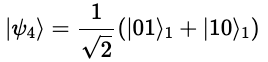 |ψ₄⟩ = 1/√2 (|01⟩₁ + |10⟩₁)